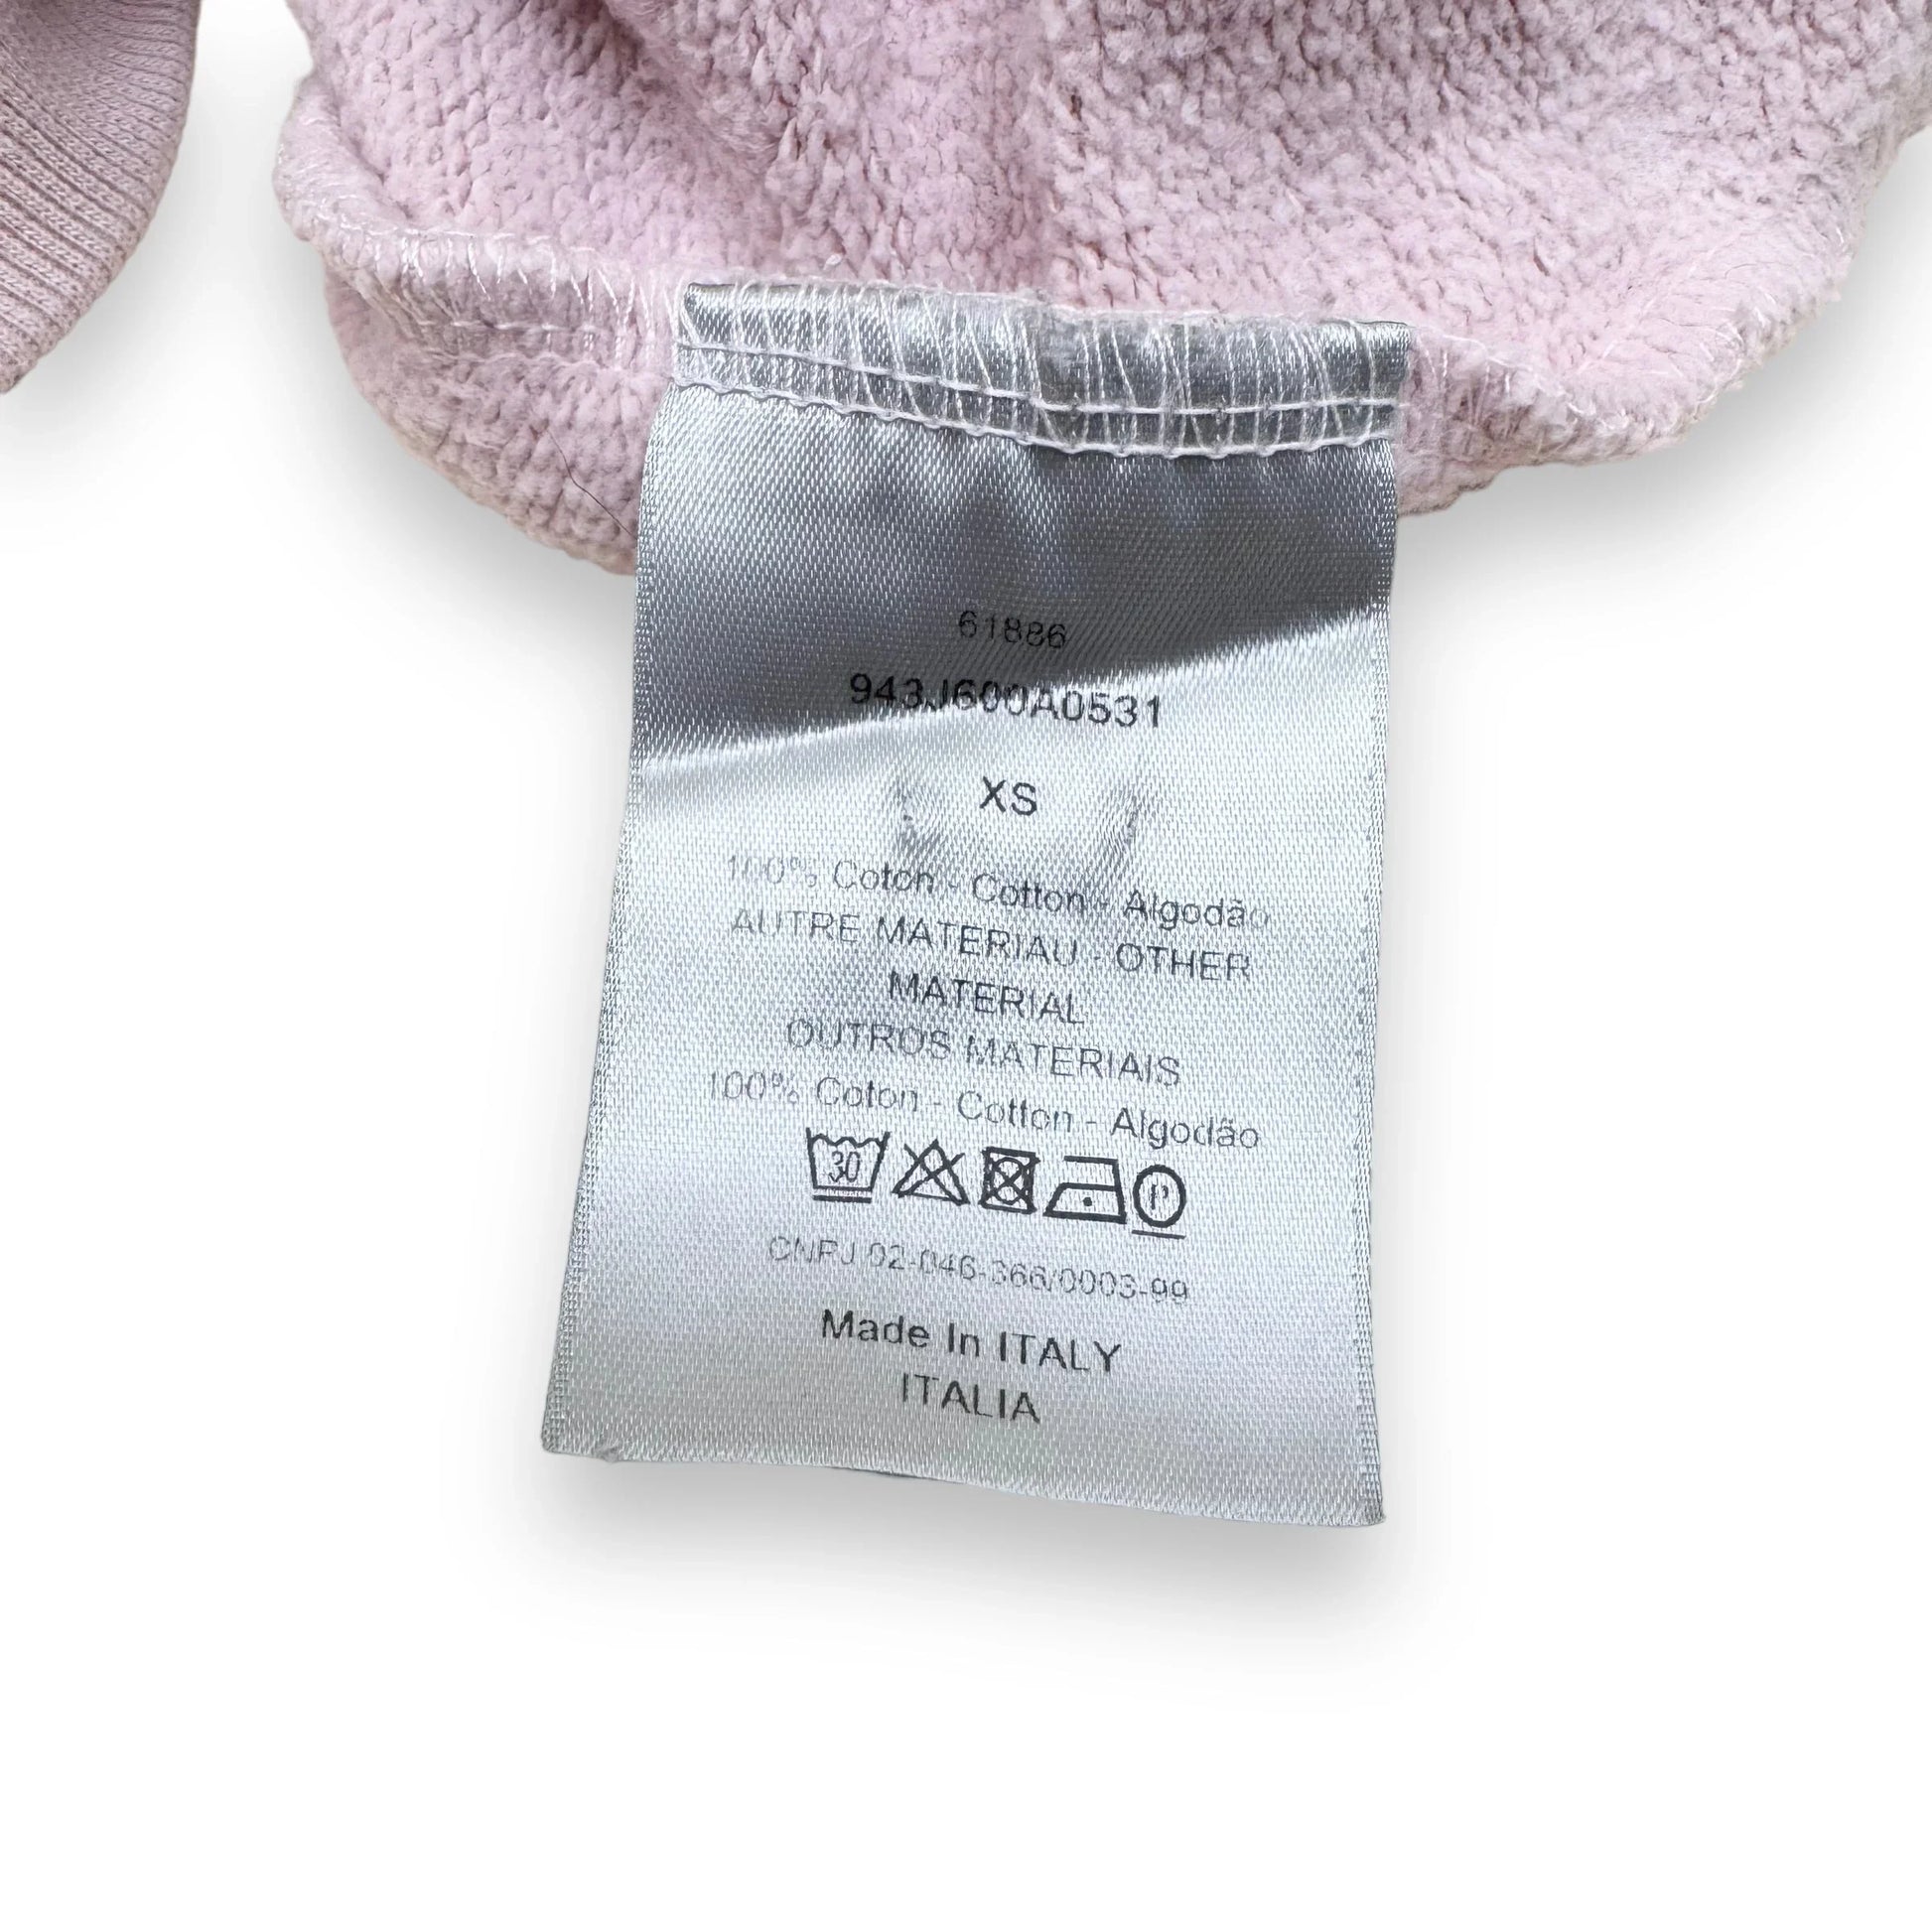 61886
943J600A0531
XS
100% Coton - Cotton - Algodão
AUTRE MATERIAU - OTHER
MATERIAL
OUTROS MATERIAIS
100% Coton - Cotton - Algodão
30 P
CNPJ 02-046-366/0003-99
Made In ITALY
ITALIA